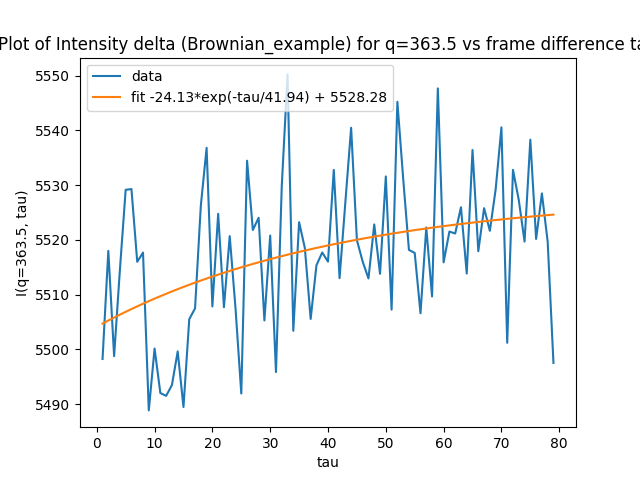 Plot of Intensity delta (Brownian_example) for q=363.5 vs frame difference ta
data
fit -24.13*exp(-tau/41.94) + 5528.28
I(q=363.5, tau)
5550
5540
5530
5520
5510
5500
5490
0 10 20 30 40 50 60 70 80
tau